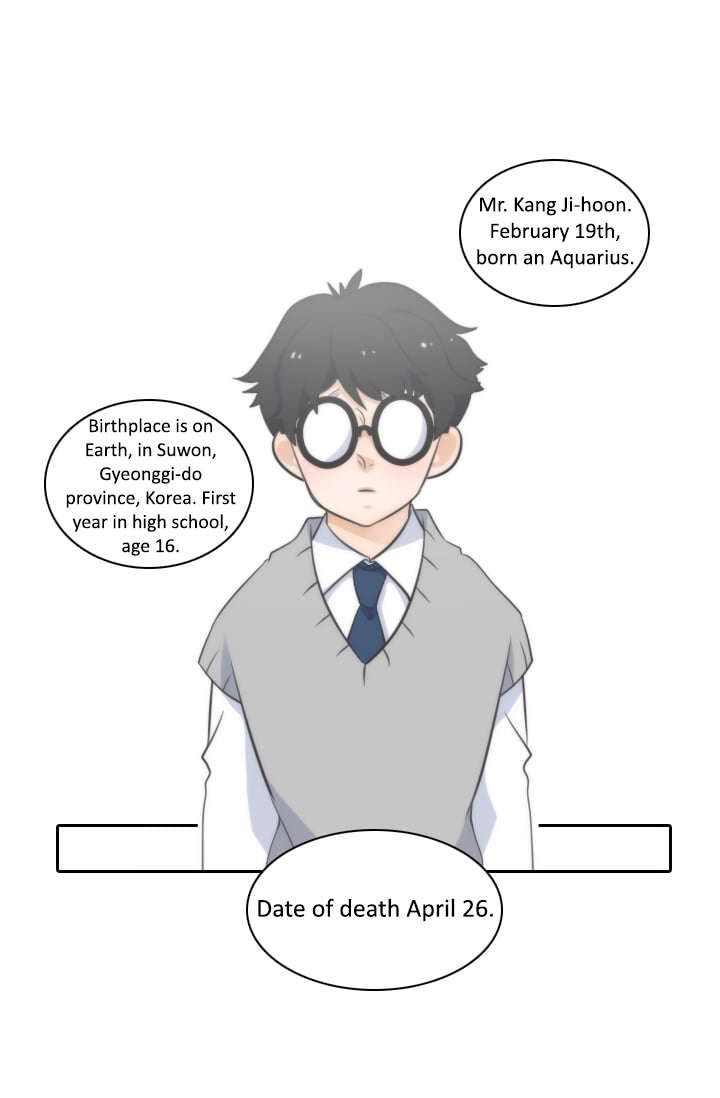 Mr. Kang Ji-hoon.
February 19th,
born an Aquarius.
Birthplace is on
Earth, in Suwon,
Gyeonggi-do
province, Korea. First
year in high school,
age 16.
Date of death April 26.